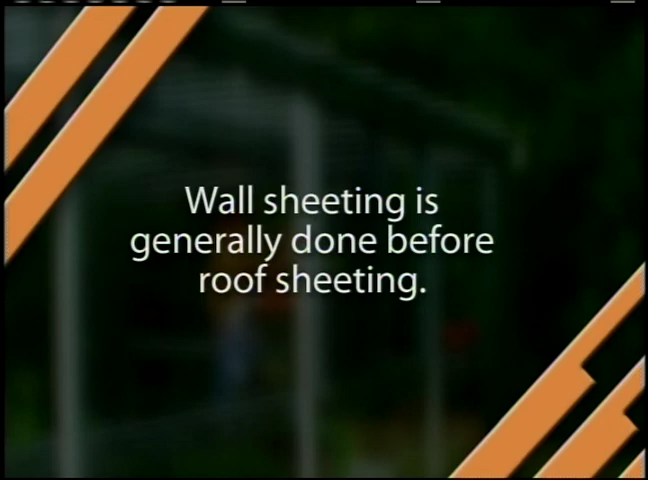 Wall sheeting is
generally done before
roof sheeting.